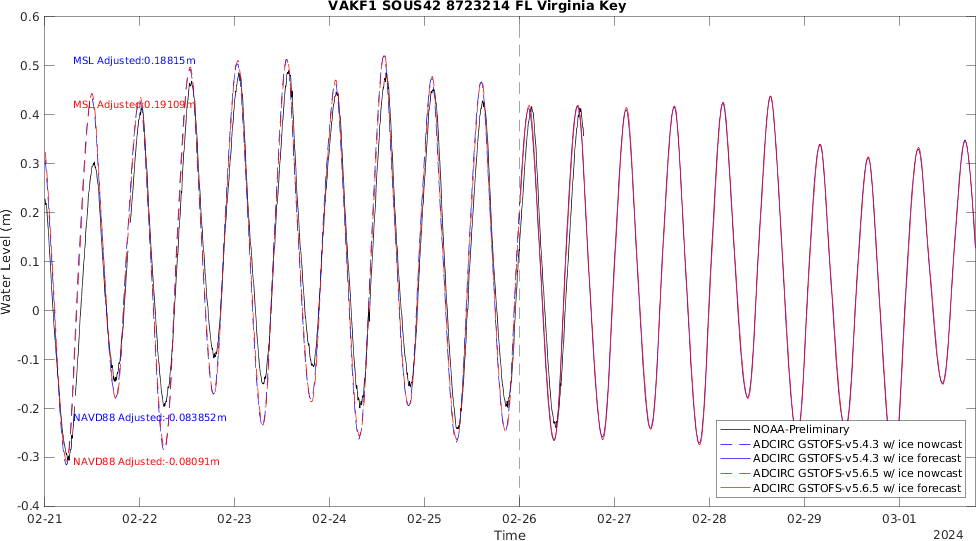 VAKF1 SOUS42 8723214 FL Virginia Key
0.6
0.5
0.4
0.3
0.2
0.1
0
-0.1
-0.2
-0.3
-0.4
Water Level (m)
MSL Adjusted:0.18815m
MSL Adjusted:0.19109m
NAVD88 Adjusted:-0.083852m
NAVD88 Adjusted:-0.08091m
NOAA-Preliminary
ADCIRC GSTOFS-v5.4.3 w/ ice nowcast
ADCIRC GSTOFS-v5.4.3 w/ ice forecast
ADCIRC GSTOFS-v5.6.5 w/ ice nowcast
ADCIRC GSTOFS-v5.6.5 w/ ice forecast
02-21 02-22 02-23 02-24 02-25 02-26 02-27 02-28 02-29 03-01
Time
2024